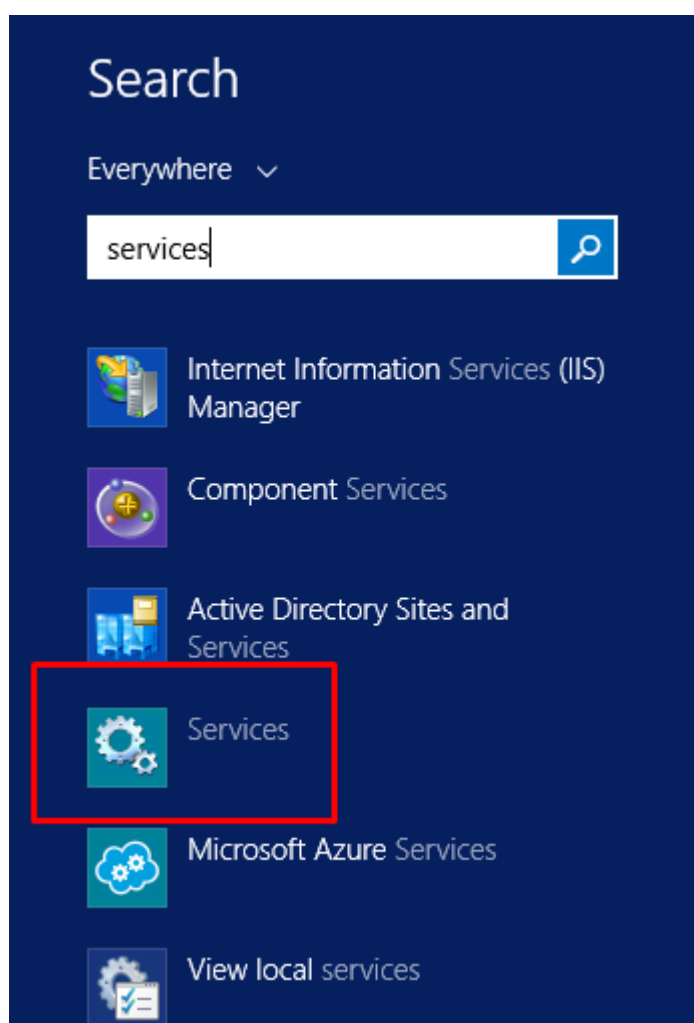 Search
Everywhere
services
Internet Information Services (IIS)
Manager
Component Services
Active Directory Sites and
Services
Services
Microsoft Azure Services
View local services